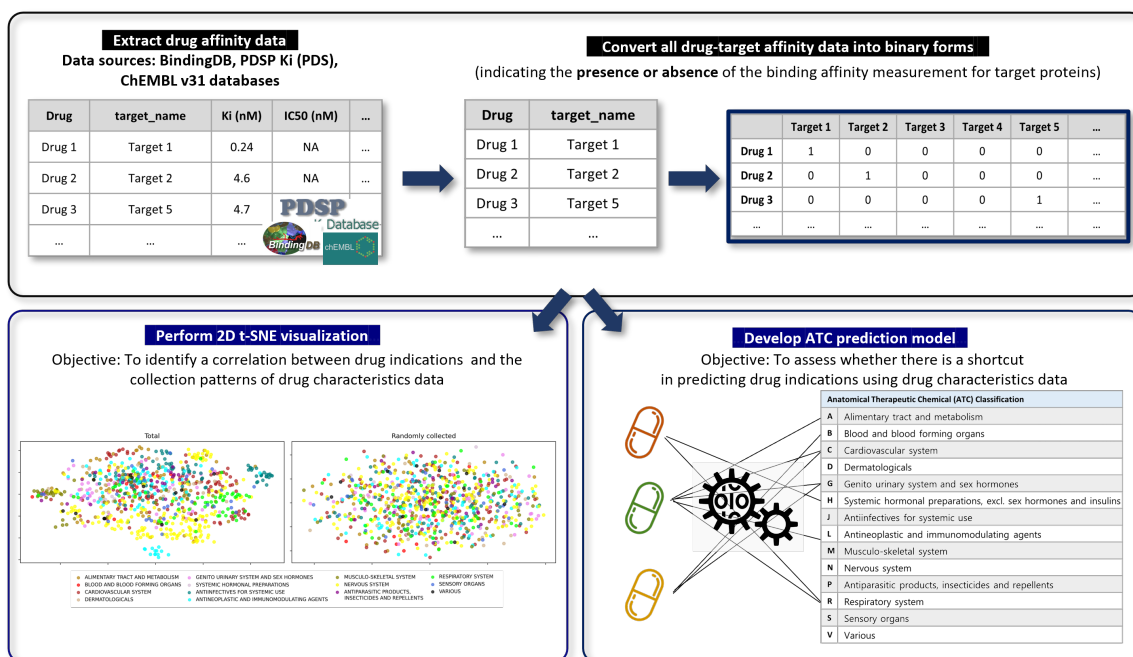 Extract drug affinity data
Data sources: BindingDB, PDSP Ki (PDS),
ChEMBL v31 databases
Drug target_name Ki (nM) IC50 (nM) ...
Drug 1 Target 1 0.24 NA ...
Drug 2 Target 2 4.6 NA ...
Drug 3 Target 5 4.7
... ... ...
PDSP
Database
BindingDB
chEMBL
Convert all drug-target affinity data into binary forms
(indicating the presence or absence of the binding affinity measurement for target proteins)
Drug target_name
Drug 1 Target 1
Drug 2 Target 2
Drug 3 Target 5
... ...
Target 1 Target 2 Target 3 Target 4 Target 5 ...
Drug 1 1 0 0 0 0 ...
Drug 2 0 1 0 0 0 ...
Drug 3 0 0 0 0 1 ...
... ... ... ... ... ... ...
Perform 2D t-SNE visualization
Objective: To identify a correlation between drug indications and the
collection patterns of drug characteristics data
Total
Randomly collected
ALIMENTARY TRACT AND METABOLISM
BLOOD AND BLOOD FORMING ORGANS
CARDIOVASCULAR SYSTEM
DERMATOLOGICALS
GENITO URINARY SYSTEM AND SEX HORMONES
SYSTEMIC HORMONAL PREPARATIONS
ANTIINFECTIVES FOR SYSTEMIC USE
ANTINEOPLASTIC AND IMMUNOMODULATING AGENTS
MUSCULO-SKELETAL SYSTEM
NERVOUS SYSTEM
ANTIPARASITIC PRODUCTS,
INSECTICIDES AND REPELLENTS
RESPIRATORY SYSTEM
SENSORY ORGANS
VARIOUS
Develop ATC prediction model
Objective: To assess whether there is a shortcut
in predicting drug indications using drug characteristics data
Anatomical Therapeutic Chemical (ATC) Classification
A Alimentary tract and metabolism
B Blood and blood forming organs
C Cardiovascular system
D Dermatologicals
G Genito urinary system and sex hormones
H Systemic hormonal preparations, excl. sex hormones and insulins
J Antiinfectives for systemic use
L Antineoplastic and immunomodulating agents
M Musculo-skeletal system
N Nervous system
P Antiparasitic products, insecticides and repellents
R Respiratory system
S Sensory organs
V Various